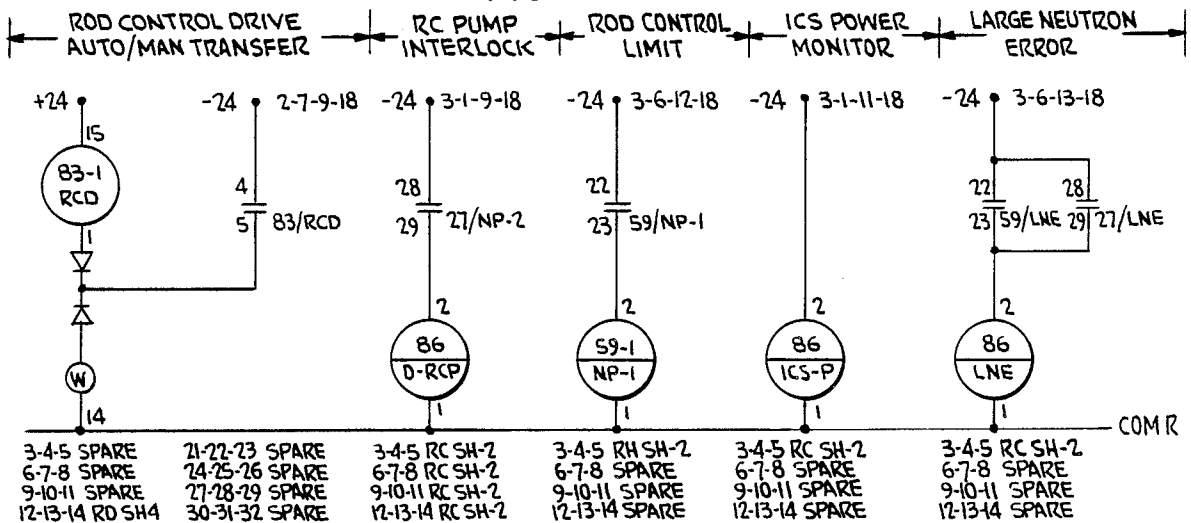 ROD CONTROL DRIVE
AUTO/MAN TRANSFER
RC PUMP
INTERLOCK
ROD CONTROL
LIMIT
ICS POWER
MONITOR
LARGE NEUTRON
ERROR
+24
-24 2-7-9-18
-24 3-1-9-18
-24 3-6-12-18
-24 3-1-11-18
-24 3-6-13-18
15
83-1
RCD
1
4
5 83/RCD
28
29 27/NP-2
22
23 59/NP-1
22
23 59/LNE
28
29 27/LNE
W
14
2
86
D-RCP
1
2
59-1
NP-1
1
2
86
ICS-P
1
2
86
LNE
1
COM R
3-4-5 SPARE
6-7-8 SPARE
9-10-11 SPARE
12-13-14 RD SH4
21-22-23 SPARE
24-25-26 SPARE
27-28-29 SPARE
30-31-32 SPARE
3-4-5 RC SH-2
6-7-8 RC SH-2
9-10-11 RC SH-2
12-13-14 RC SH-2
3-4-5 RH SH-2
6-7-8 SPARE
9-10-11 SPARE
12-13-14 SPARE
3-4-5 RC SH-2
6-7-8 SPARE
9-10-11 SPARE
12-13-14 SPARE
3-4-5 RC SH-2
6-7-8 SPARE
9-10-11 SPARE
12-13-14 SPARE